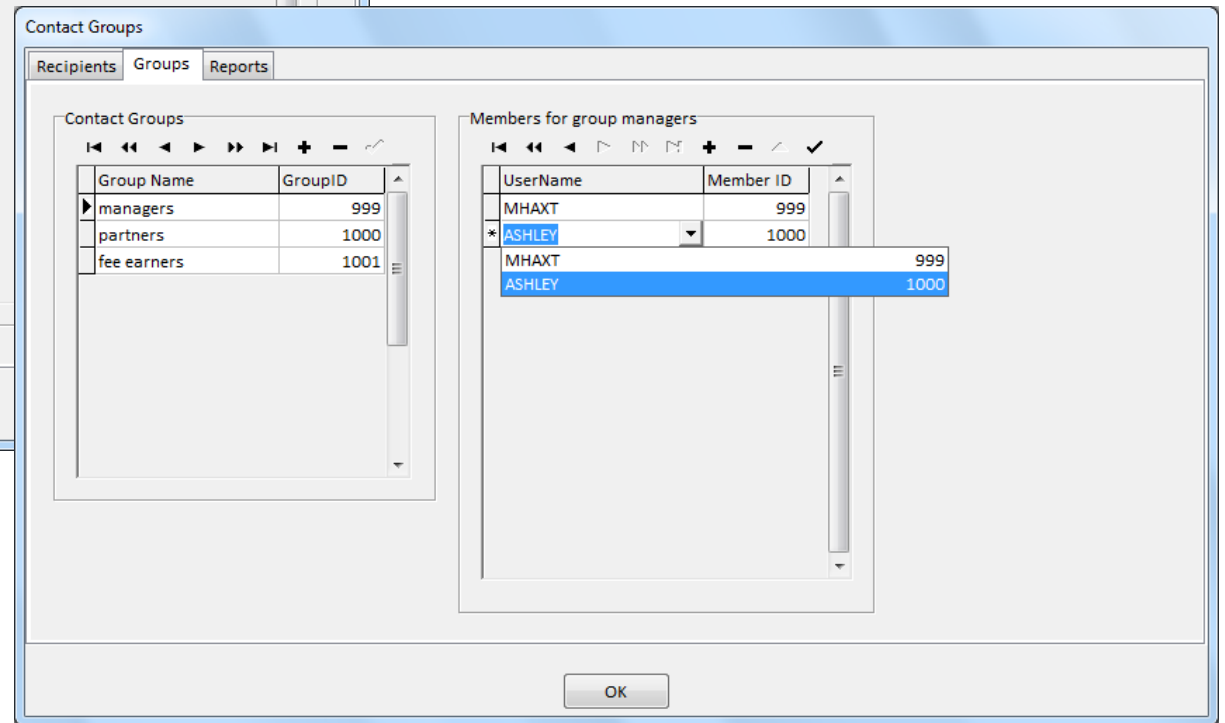 Contact Groups
Recipients Groups Reports
Contact Groups
Group Name GroupID
managers 999
partners 1000
fee earners 1001
Members for group managers
UserName Member ID
MHAXT 999
* ASHLEY 1000
MHAXT 999
ASHLEY 1000
OK